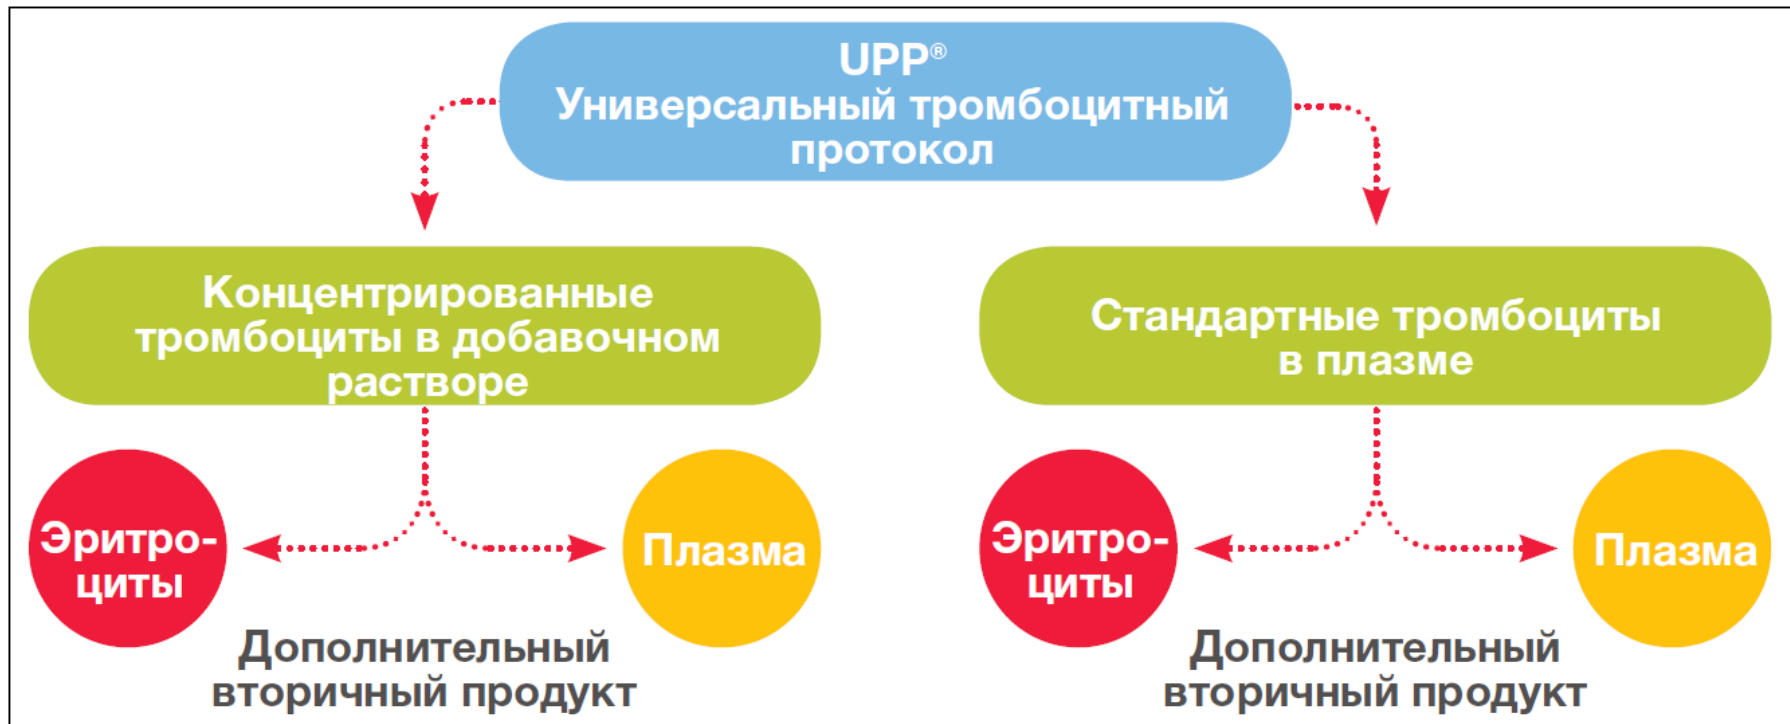 UPP®
Универсальный тромбоцитный
протокол
Концентрированные
тромбоциты в добавочном
растворе
Стандартные тромбоциты
в плазме
Эритро-
циты
Плазма
Эритро-
циты
Плазма
Дополнительный
вторичный продукт
Дополнительный
вторичный продукт